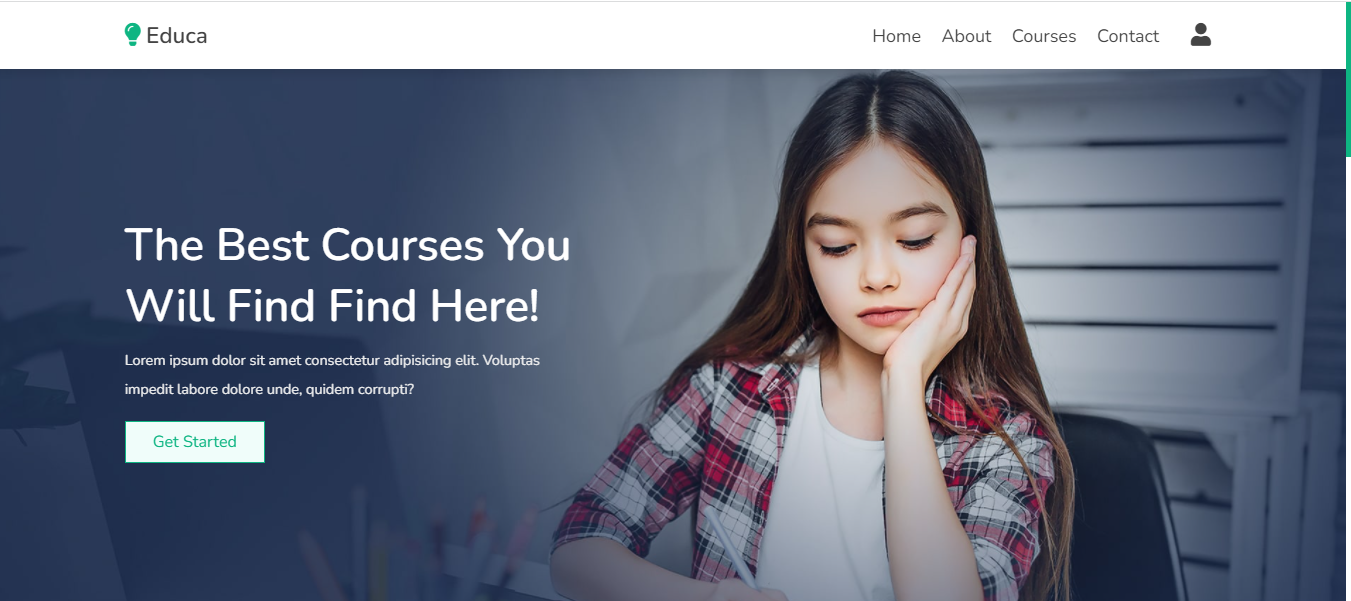 Educa
Home About Courses Contact
The Best Courses You
Will Find Find Here!
Lorem ipsum dolor sit amet consectetur adipisicing elit. Voluptas
impedit labore dolore unde, quidem corrupti?
Get Started